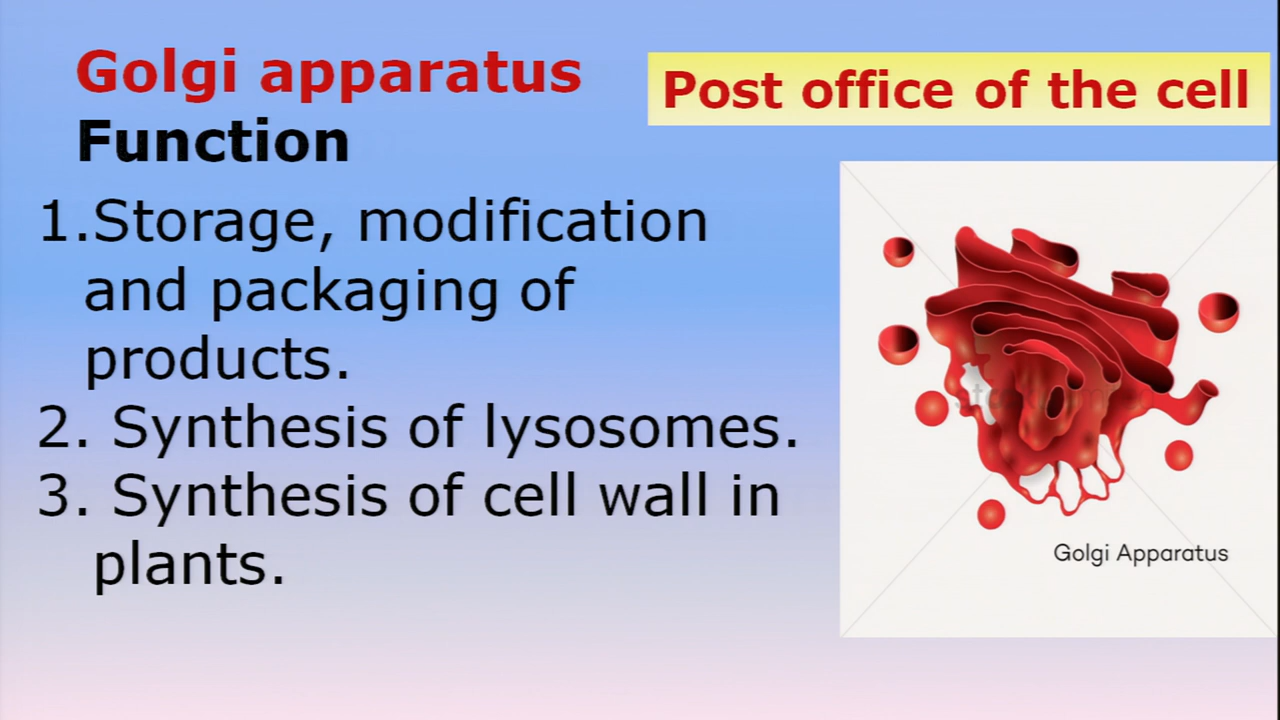 Golgi apparatus
Post office of the cell
Function
1.Storage, modification
and packaging of
products.
2. Synthesis of lysosomes.
3. Synthesis of cell wall in
plants.
Golgi Apparatus